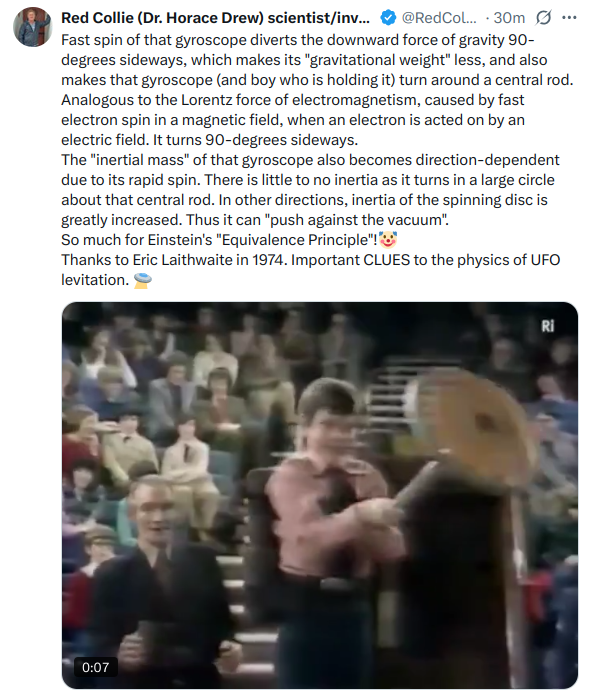 Red Collie (Dr. Horace Drew) scientist/inv... @RedCol... · 30m
Fast spin of that gyroscope diverts the downward force of gravity 90-
degrees sideways, which makes its "gravitational weight" less, and also
makes that gyroscope (and boy who is holding it) turn around a central rod.
Analogous to the Lorentz force of electromagnetism, caused by fast
electron spin in a magnetic field, when an electron is acted on by an
electric field. It turns 90-degrees sideways.
The "inertial mass" of that gyroscope also becomes direction-dependent
due to its rapid spin. There is little to no inertia as it turns in a large circle
about that central rod. In other directions, inertia of the spinning disc is
greatly increased. Thus it can "push against the vacuum".
So much for Einstein's "Equivalence Principle"!🤡
Thanks to Eric Laithwaite in 1974. Important CLUES to the physics of UFO
levitation. 🛸
Ri
0:07